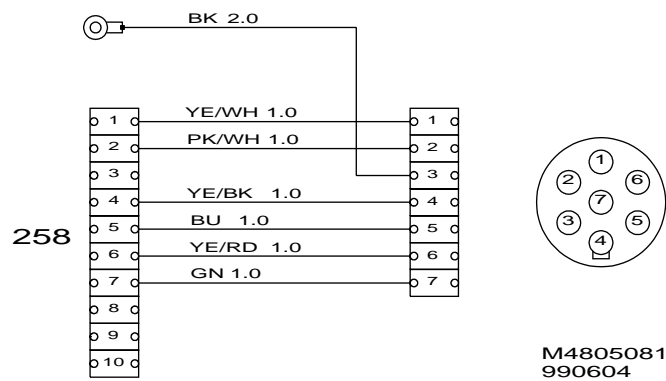 BK 2.0
1 YE/WH 1.0 1
2 PK/WH 1.0 2
3 3
4 YE/BK 1.0 4
5 BU 1.0 5
258
6 YE/RD 1.0 6
7 GN 1.0 7
8
9
10
1
2 6
7
3 5
4
M4805081
990604